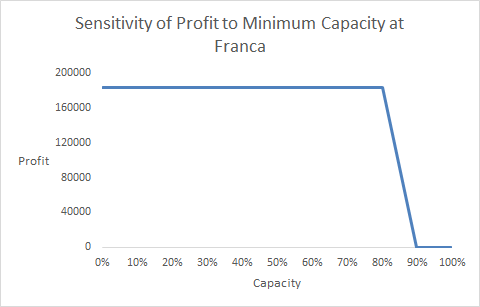 Sensitivity of Profit to Minimum Capacity at
Franca
200000
160000
120000
Profit
80000
40000
0
0% 10% 20% 30% 40% 50% 60% 70% 80% 90% 100%
Capacity